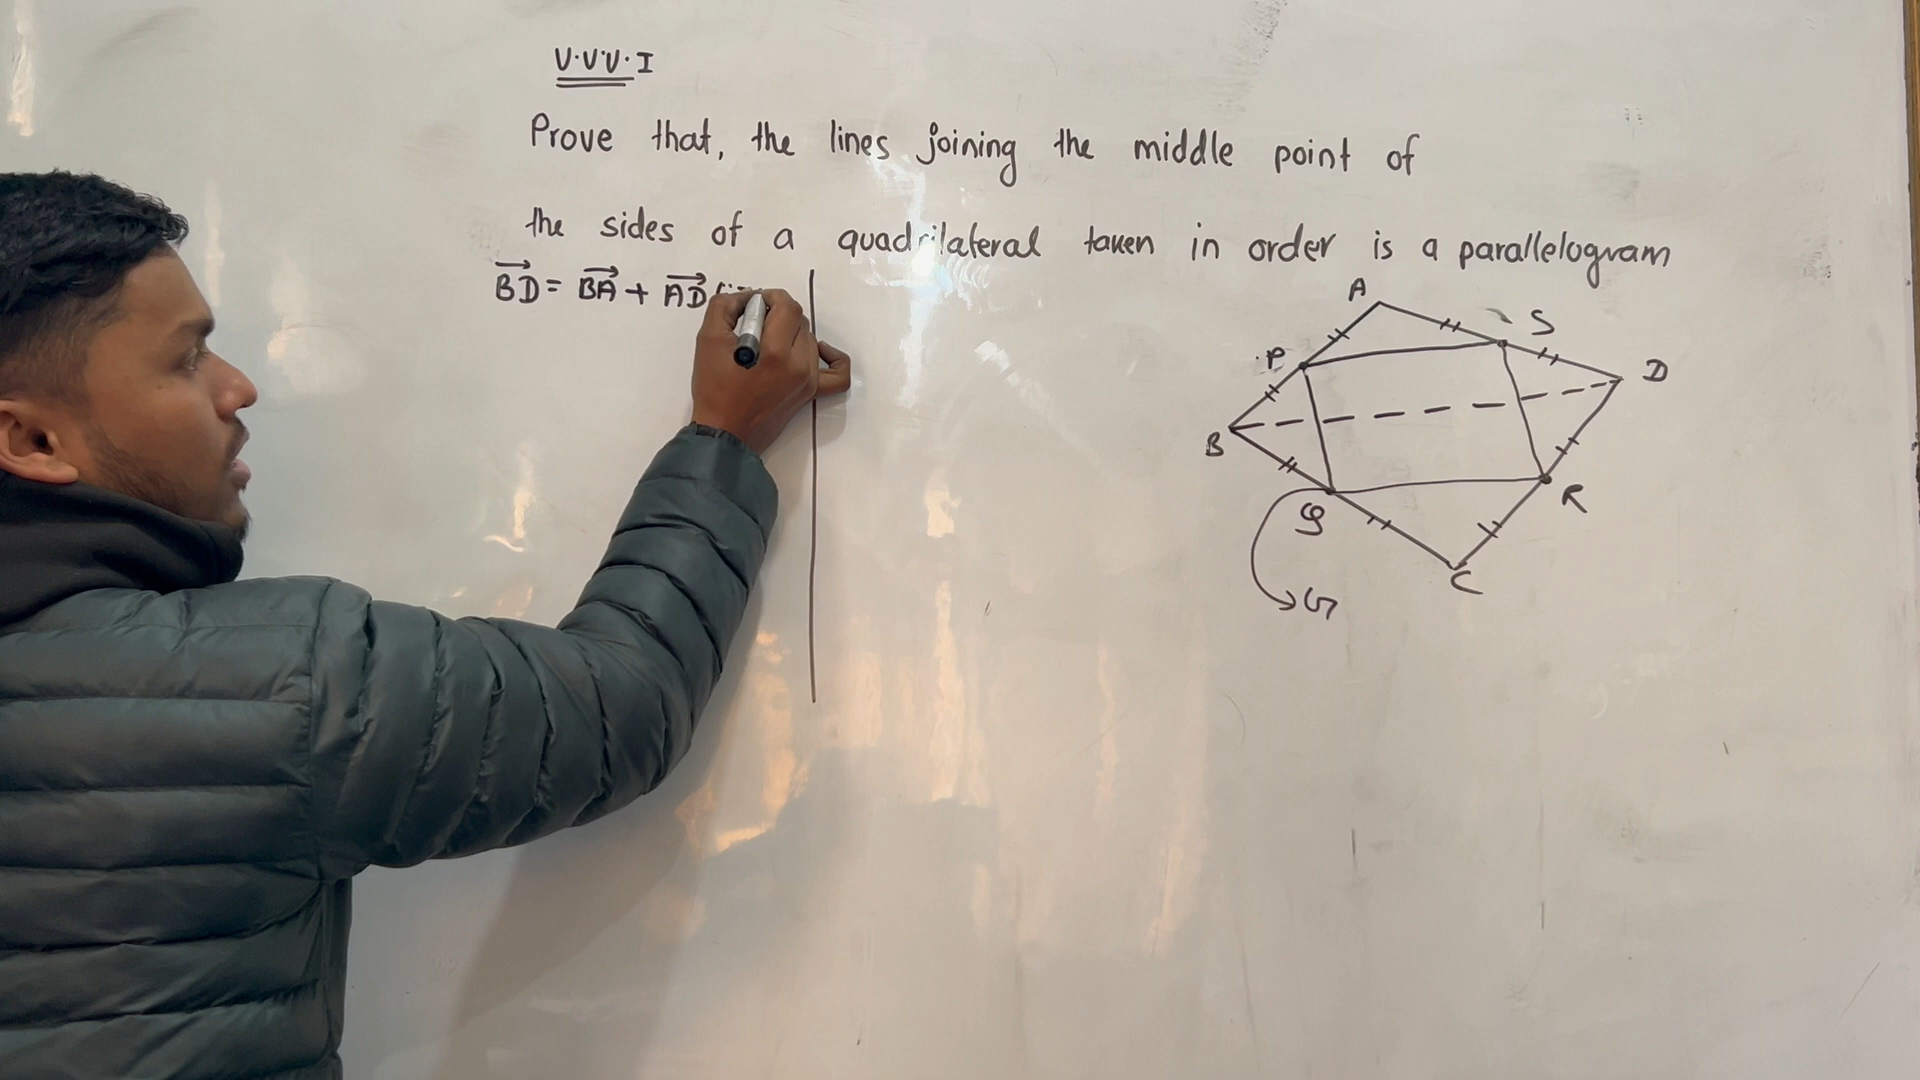 V.V.V.I
Prove that, the lines joining the middle point of
the sides of a quadrilateral taken in order is a parallelogram
BD = BA + AD
A
S
P
D
B
Q
R
C
G